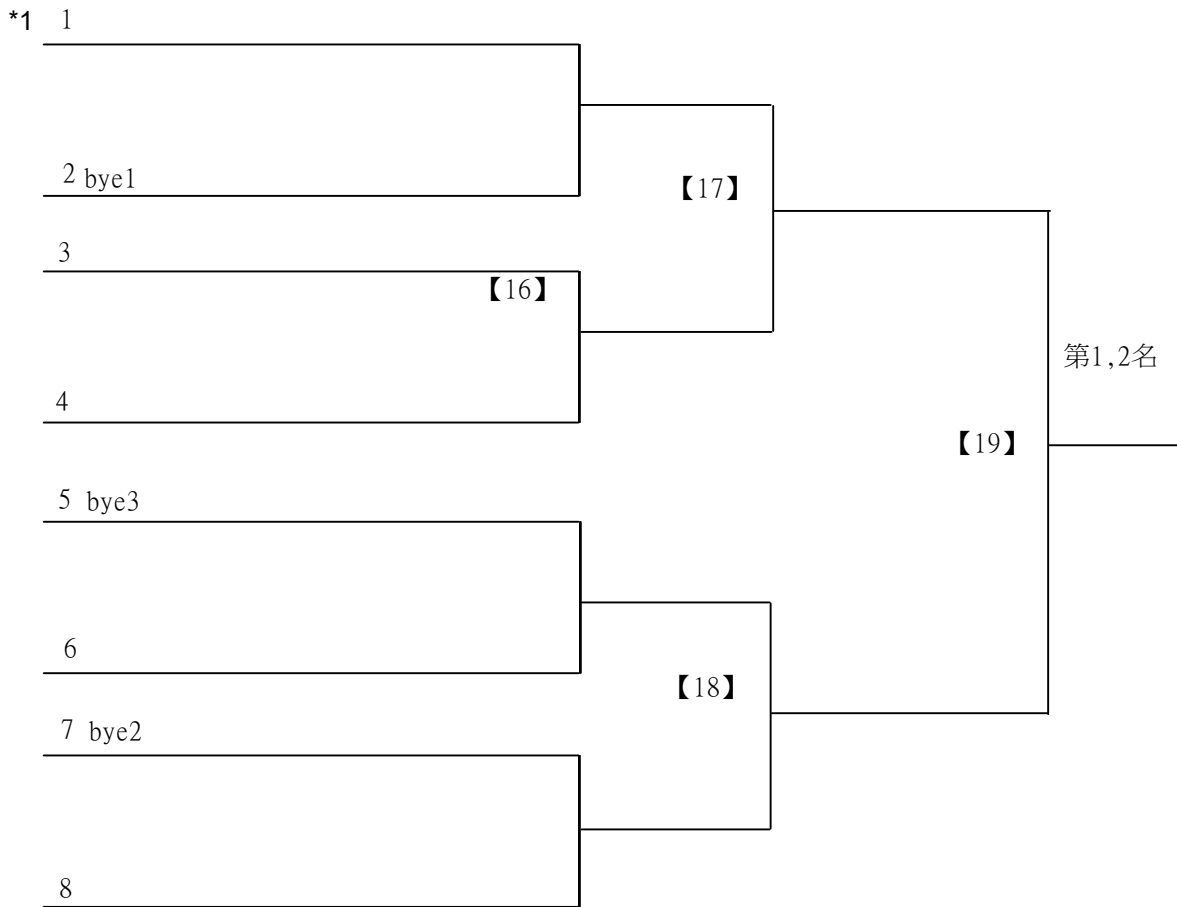 *1 1
2 bye1
【17】
3
【16】
第1,2名
4
【19】
5 bye3
6
【18】
7 bye2
8